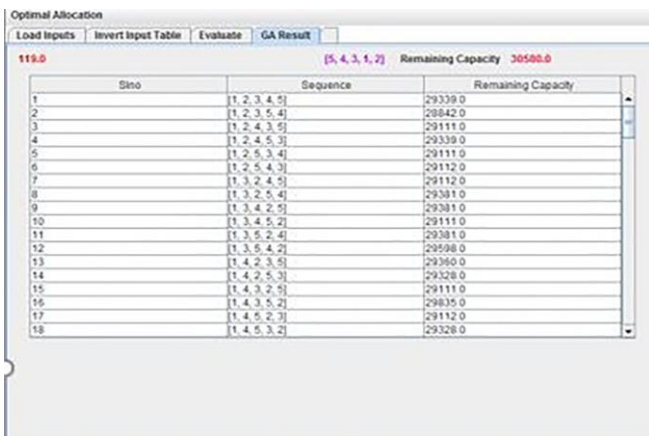 Optimal Allocation
Load Inputs Invert Input Table Evaluate GA Result
119.0 [5, 4, 3, 1, 2] Remaining Capacity 30580.0
Slno Sequence Remaining Capacity
1 [1, 2, 3, 4, 5] 29339.0
2 [1, 2, 3, 5, 4] 28842.0
3 [1, 2, 4, 3, 5] 29111.0
4 [1, 2, 4, 5, 3] 29339.0
5 [1, 2, 5, 3, 4] 29111.0
6 [1, 2, 5, 4, 3] 29112.0
7 [1, 3, 2, 4, 5] 29112.0
8 [1, 3, 2, 5, 4] 29381.0
9 [1, 3, 4, 2, 5] 29381.0
10 [1, 3, 4, 5, 2] 29111.0
11 [1, 3, 5, 2, 4] 29381.0
12 [1, 3, 5, 4, 2] 29598.0
13 [1, 4, 2, 3, 5] 29360.0
14 [1, 4, 2, 5, 3] 29328.0
15 [1, 4, 3, 2, 5] 29111.0
16 [1, 4, 3, 5, 2] 29835.0
17 [1, 4, 5, 2, 3] 29112.0
18 [1, 4, 5, 3, 2] 29328.0